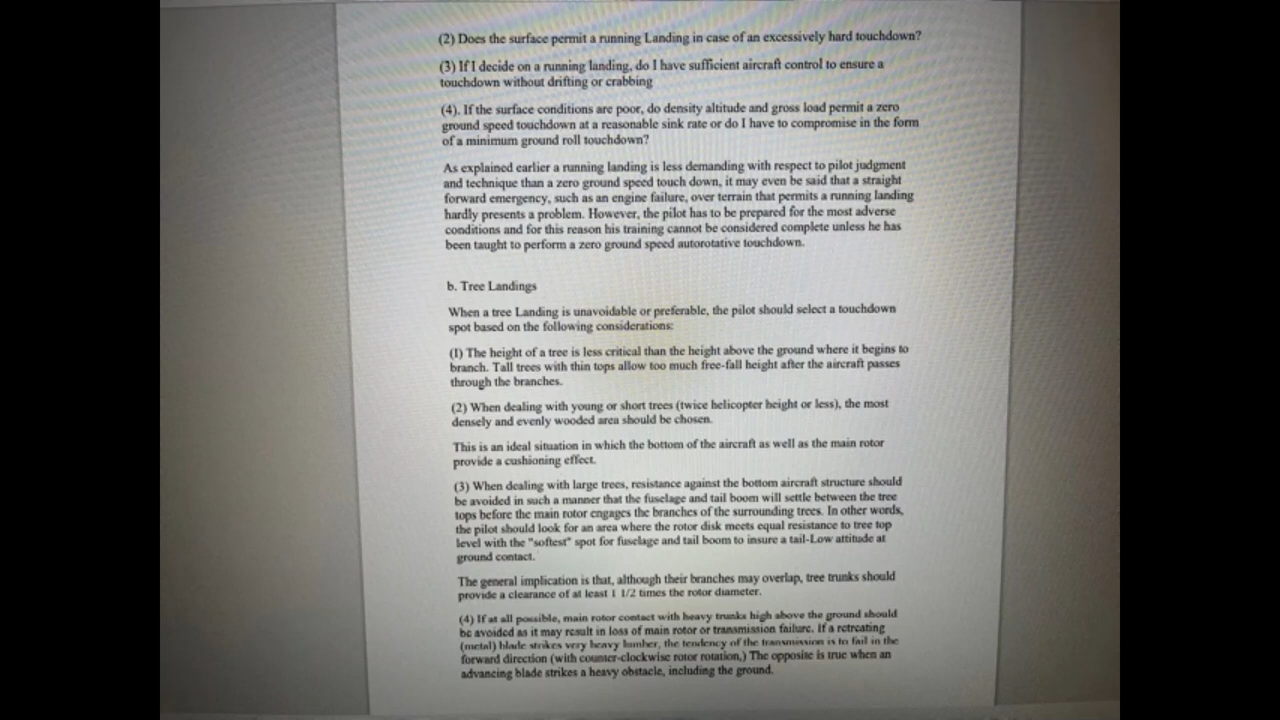 (2) Does the surface permit a running Landing in case of an excessively hard touchdown?
(3) If I decide on a running landing, do I have sufficient aircraft control to ensure a
touchdown without drifting or crabbing
(4). If the surface conditions are poor, do density altitude and gross load permit a zero
ground speed touchdown at a reasonable sink rate or do I have to compromise in the form
of a minimum ground roll touchdown?
As explained earlier a running landing is less demanding with respect to pilot judgment
and technique than a zero ground speed touch down, it may even be said that a straight
forward emergency, such as an engine failure, over terrain that permits a running landing
hardly presents a problem. However, the pilot has to be prepared for the most adverse
conditions and for this reason his training cannot be considered complete unless he has
been taught to perform a zero ground speed autorotative touchdown.
b. Tree Landings
When a tree Landing is unavoidable or preferable, the pilot should select a touchdown
spot based on the following considerations:
(1) The height of a tree is less critical than the height above the ground where it begins to
branch. Tall trees with thin tops allow too much free-fall height after the aircraft passes
through the branches.
(2) When dealing with young or short trees (twice helicopter height or less), the most
densely and evenly wooded area should be chosen.
This is an ideal situation in which the bottom of the aircraft as well as the main rotor
provide a cushioning effect.
(3) When dealing with large trees, resistance against the bottom aircraft structure should
be avoided in such a manner that the fuselage and tail boom will settle between the tree
tops before the main rotor engages the branches of the surrounding trees. In other words,
the pilot should look for an area where the rotor disk meets equal resistance to tree top
level with the "softest" spot for fuselage and tail boom to insure a tail-Low attitude at
ground contact.
The general implication is that, although their branches may overlap, tree trunks should
provide a clearance of at least 1 1/2 times the rotor diameter.
(4) If at all possible, main rotor contact with heavy trunks high above the ground should
be avoided as it may result in loss of main rotor or transmission failure. If a retreating
(metal) blade strikes very heavy lumber, the tendency of the transmission is to fail in the
forward direction (with counter-clockwise rotor rotation,) The opposite is true when an
advancing blade strikes a heavy obstacle, including the ground.